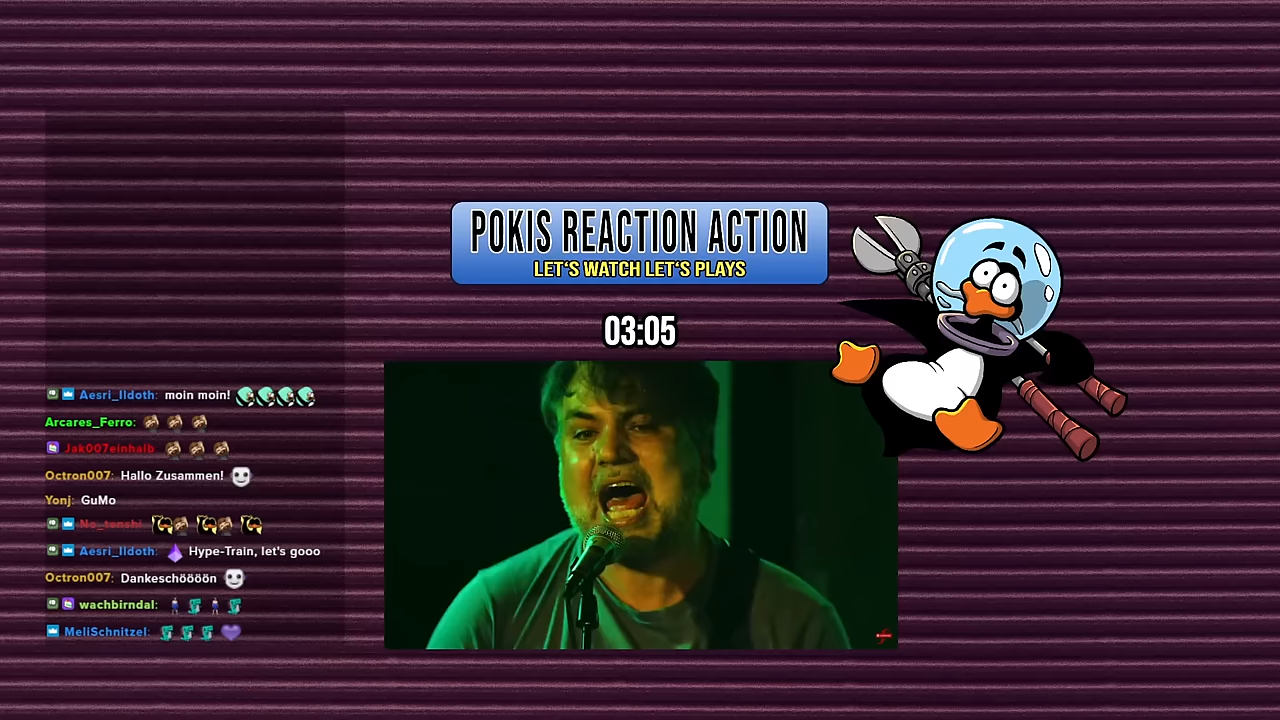 POKIS REACTION ACTION
LET'S WATCH LET'S PLAYS
03:05
Aesri_Ildoth: moin moin!
Arcares_Ferro:
Jak007einhalb
Octron007: Hallo Zusammen!
Yonj: GuMo
No_tenshi
Aesri_Ildoth: Hype-Train, let's gooo
Octron007: Dankeschööööön
wachbirndal:
MeliSchnitzel: